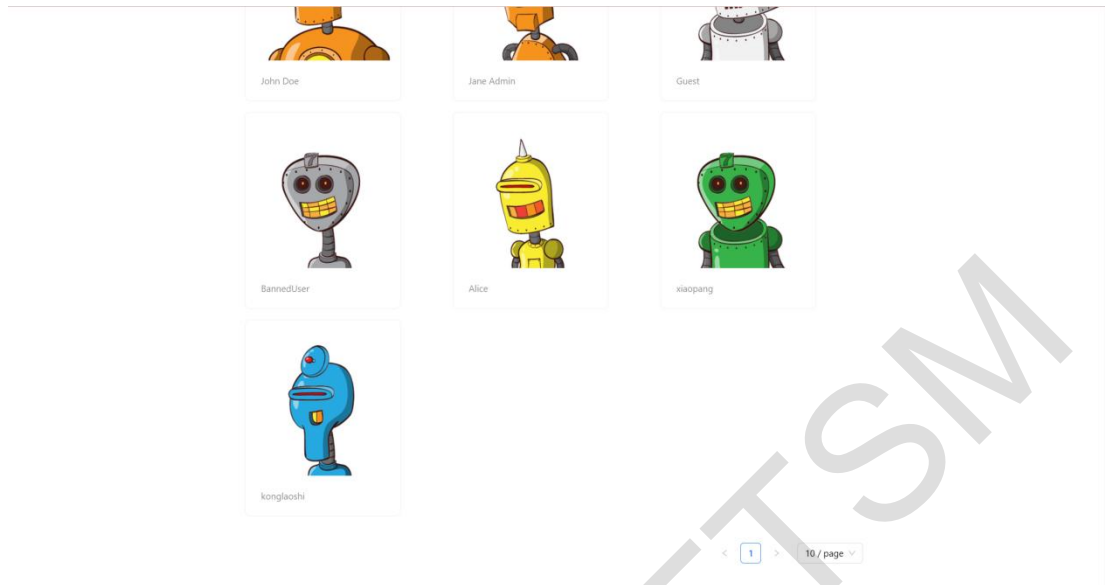 John Doe
Jane Admin
Guest
BannedUser
Alice
xiaopang
konglaoshi
< 1 > 10 / page